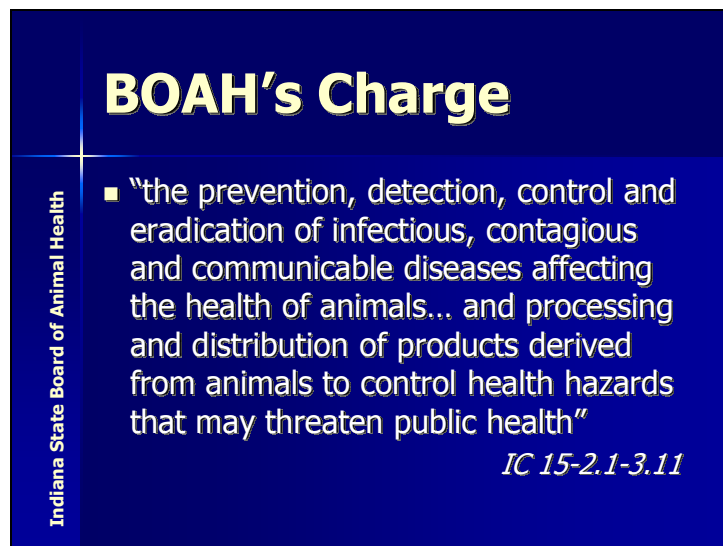 BOAH’s Charge
“the prevention, detection, control and
eradication of infectious, contagious
and communicable diseases affecting
the health of animals… and processing
and distribution of products derived
from animals to control health hazards
that may threaten public health”
IC 15-2.1-3.11
Indiana State Board of Animal Health